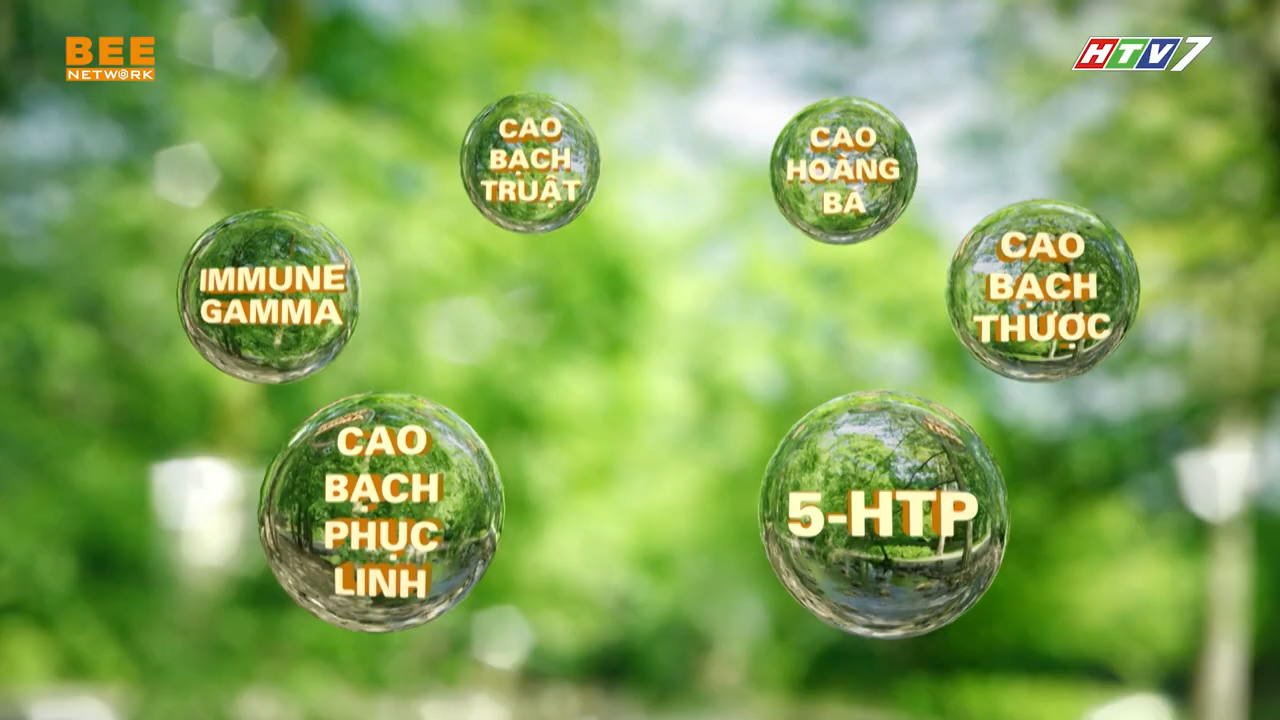 BEE
NETWORK
HTV7
CAO
BẠCH
TRUẬT
CAO
HOÀNG
BÁ
IMMUNE
GAMMA
CAO
BẠCH
THƯỢC
CAO
BẠCH
PHỤC
LINH
5-HTP